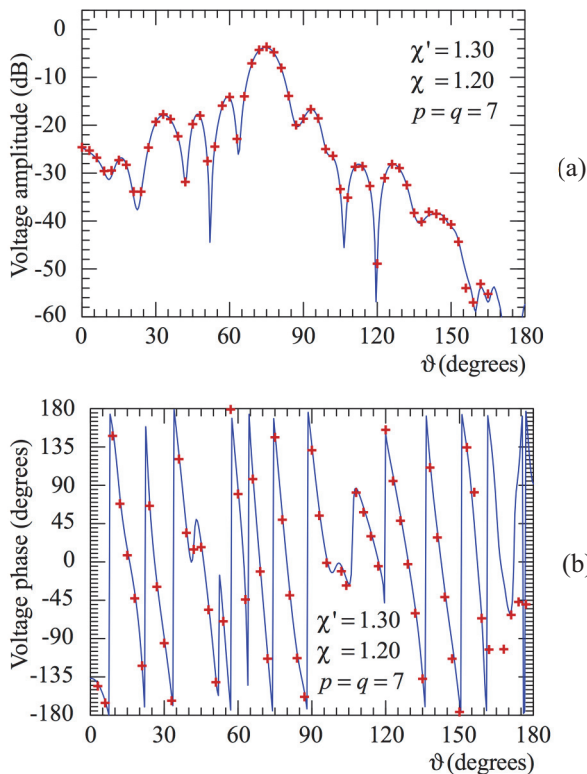 0
-10
-20
-30
-40
-50
-60
Voltage amplitude (dB)
χ' = 1.30
χ = 1.20
p = q = 7
(a)
0 30 60 90 120 150 180
ϑ (degrees)
180
135
90
45
0
-45
-90
-135
-180
Voltage phase (degrees)
χ' = 1.30
χ = 1.20
p = q = 7
(b)
0 30 60 90 120 150 180
ϑ (degrees)